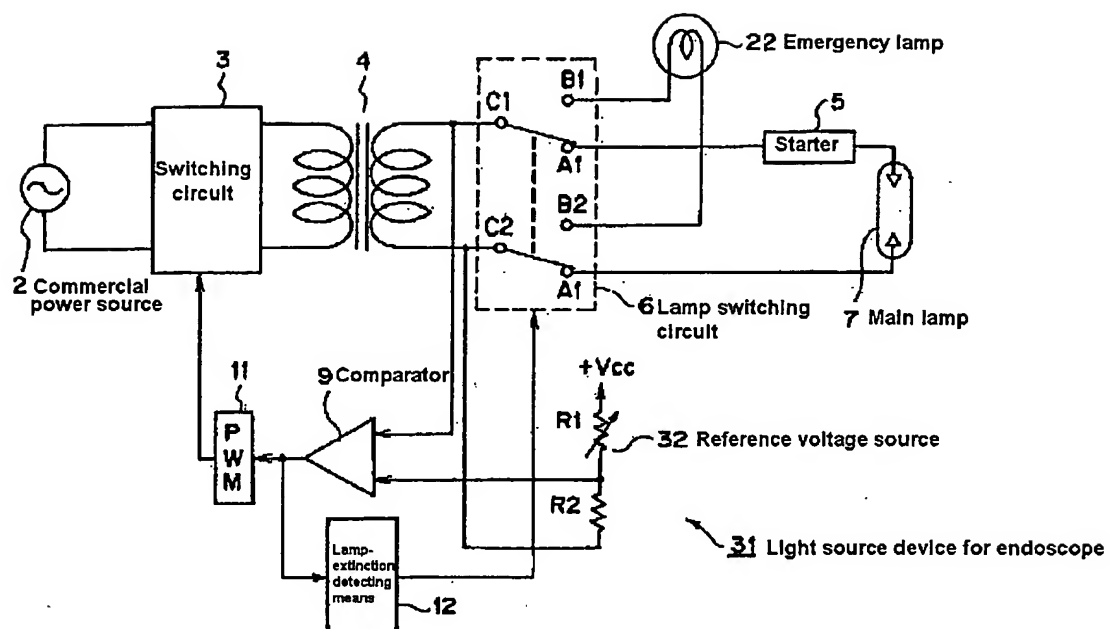 22 Emergency lamp
3
4
B1
C1
5
Starter
A1
Switching
circuit
B2
C2
A1
2 Commercial
power source
6 Lamp switching
circuit
7 Main lamp
+Vcc
11
9 Comparator
R1
32 Reference voltage source
P
W
M
R2
Lamp-
extinction
detecting
means
12
31 Light source device for endoscope